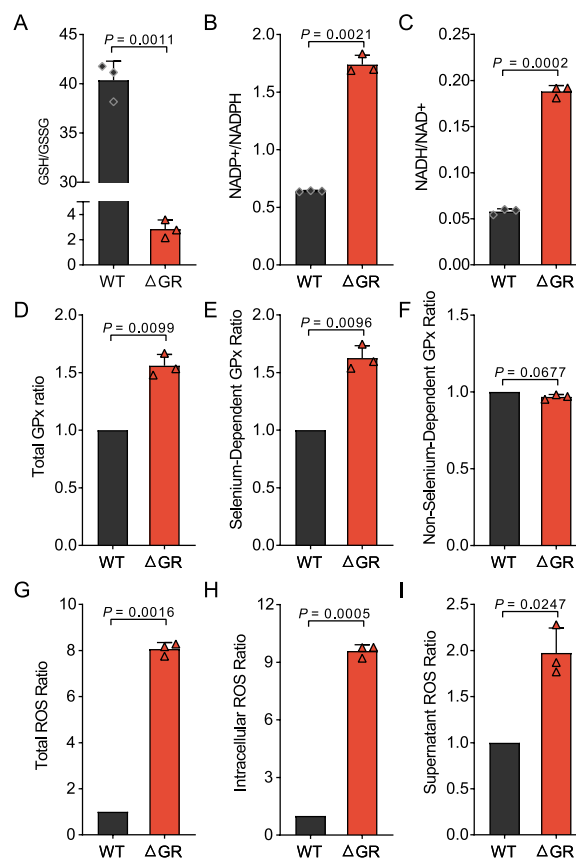 A
P = 0.0011
GSH/GSSG
45
40
35
30
4
2
0
WT
ΔGR
B
P = 0.0021
NADP+/NADPH
2.0
1.5
1.0
0.5
0.0
WT
ΔGR
C
P = 0.0002
NADH/NAD+
0.20
0.15
0.10
0.05
0.00
WT
ΔGR
D
P = 0.0099
Total GPx ratio
2.0
1.5
1.0
0.5
0.0
WT
ΔGR
E
P = 0.0096
Selenium-Dependent GPx Ratio
2.0
1.5
1.0
0.5
0.0
WT
ΔGR
F
P = 0.0677
Non-Selenium-Dependent GPx Ratio
1.5
1.0
0.5
0.0
WT
ΔGR
G
P = 0.0016
Total ROS Ratio
10
8
6
4
2
0
WT
ΔGR
H
P = 0.0005
Intracellular ROS Ratio
12
9
6
3
0
WT
ΔGR
I
P = 0.0247
Supernatant ROS Ratio
2.5
2.0
1.5
1.0
0.5
0.0
WT
ΔGR